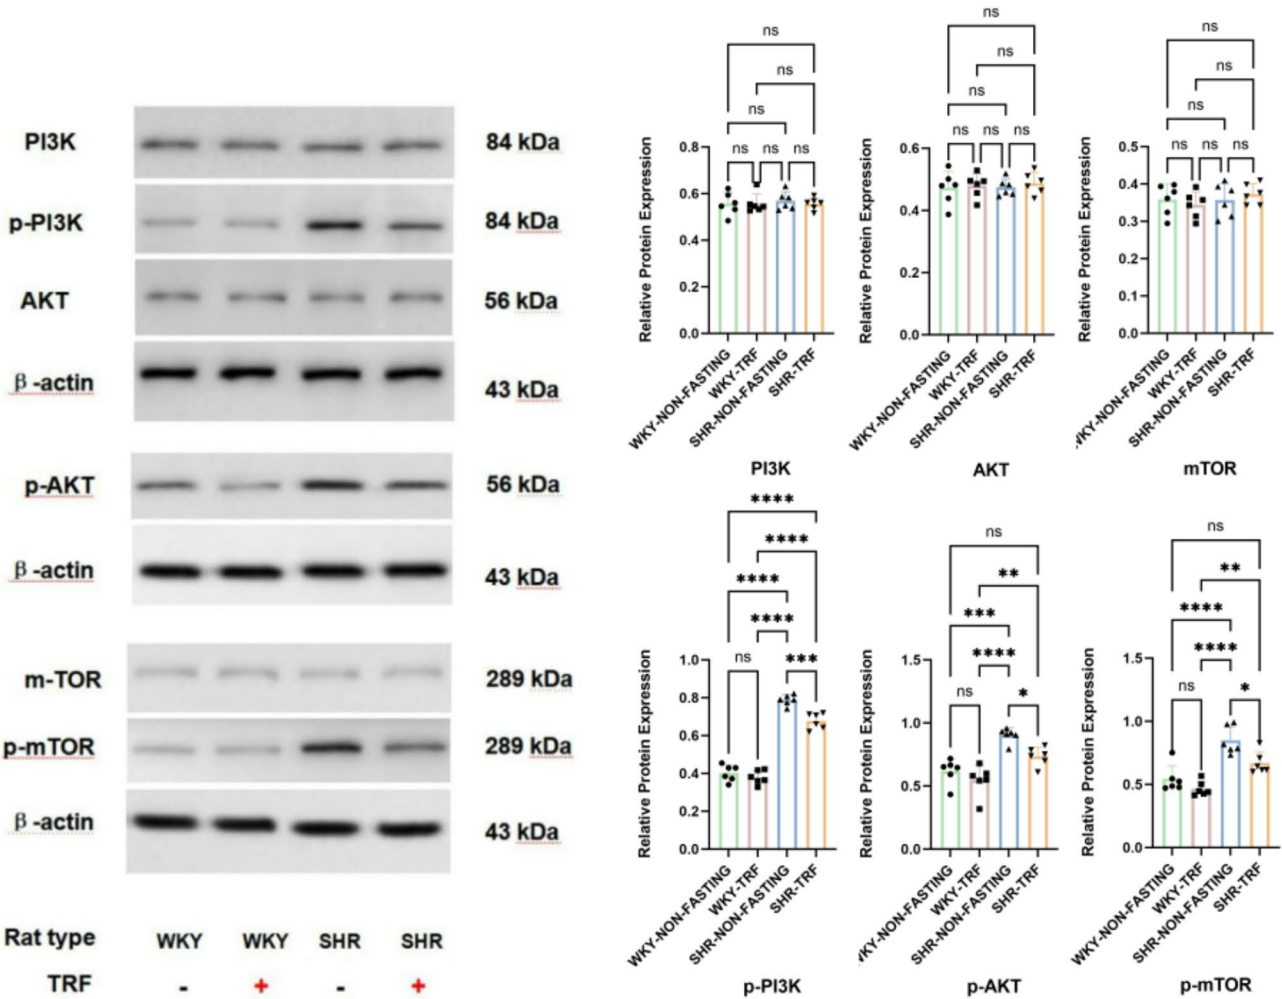 PI3K
84 kDa
p-PI3K
84 kDa
AKT
56 kDa
β-actin
43 kDa
p-AKT
56 kDa
β-actin
43 kDa
m-TOR
289 kDa
p-mTOR
289 kDa
β-actin
43 kDa
Rat type WKY WKY SHR SHR
TRF - + - +
ns
ns
ns
ns ns ns
Relative Protein Expression
0.8
0.6
0.4
0.2
0.0
WKY-NON-FASTING
WKY-TRF
SHR-NON-FASTING
SHR-TRF
PI3K
ns
ns
ns
ns ns ns
Relative Protein Expression
0.6
0.4
0.2
0.0
WKY-NON-FASTING
WKY-TRF
SHR-NON-FASTING
SHR-TRF
AKT
ns
ns
ns
ns ns ns
Relative Protein Expression
0.5
0.4
0.3
0.2
0.1
0.0
WKY-NON-FASTING
WKY-TRF
SHR-NON-FASTING
SHR-TRF
mTOR
****
****
****
****
ns ***
Relative Protein Expression
1.0
0.8
0.6
0.4
0.2
0.0
WKY-NON-FASTING
WKY-TRF
SHR-NON-FASTING
SHR-TRF
p-PI3K
ns
**
***
****
ns *
Relative Protein Expression
1.5
1.0
0.5
0.0
WKY-NON-FASTING
WKY-TRF
SHR-NON-FASTING
SHR-TRF
p-AKT
ns
**
****
****
ns *
Relative Protein Expression
1.5
1.0
0.5
0.0
WKY-NON-FASTING
WKY-TRF
SHR-NON-FASTING
SHR-TRF
p-mTOR